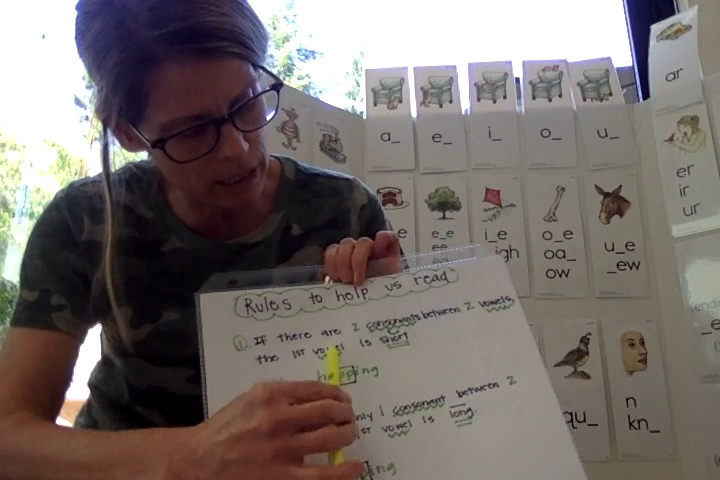 a_
e_
i_
o_
u_
ar
er
ir
ur
e_e
i_e
igh
o_e
oa_
ow
u_e
_ew
qu_
n
kn_
Rules to help us read
1. If there are 2 consonants between 2 vowels,
the 1st vowel is short.
happing
only 1 consonant between 2
1st vowel is long.